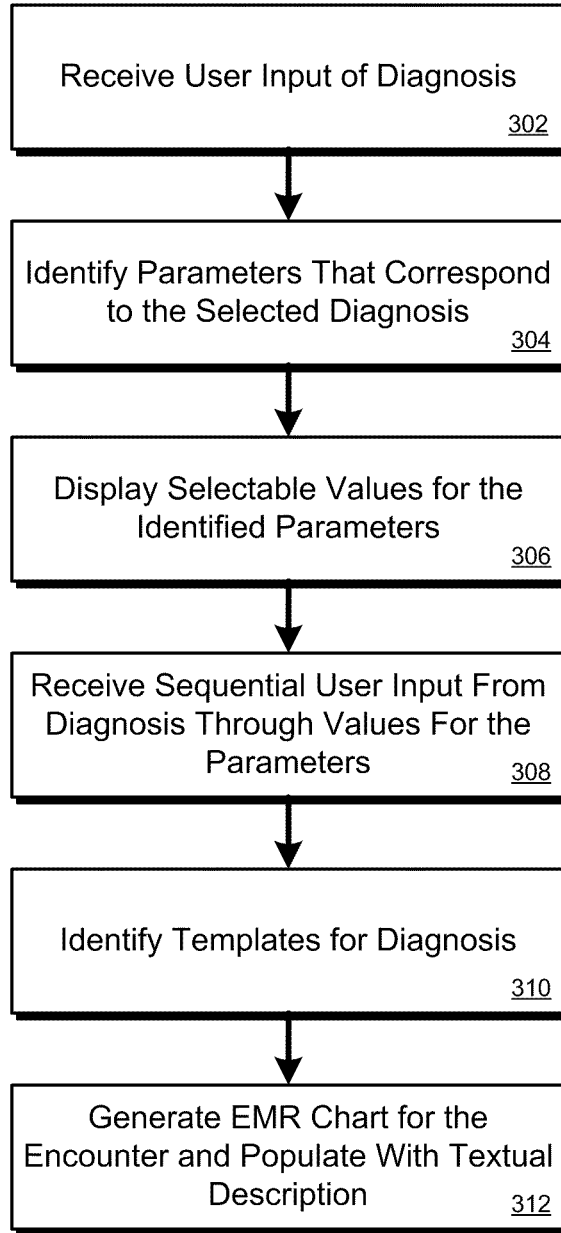 Receive User Input of Diagnosis
302
Identify Parameters That Correspond
to the Selected Diagnosis
304
Display Selectable Values for the
Identified Parameters
306
Receive Sequential User Input From
Diagnosis Through Values For the
Parameters
308
Identify Templates for Diagnosis
310
Generate EMR Chart for the
Encounter and Populate With Textual
Description
312